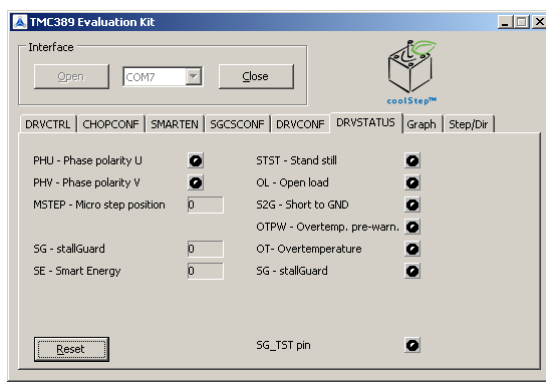 TMC389 Evaluation Kit
Interface
Open
COM7
Close
coolStep™
DRVCTRL
CHOPCONF
SMARTEN
SGCSCONF
DRVCONF
DRVSTATUS
Graph
Step/Dir
PHU - Phase polarity U
STST - Stand still
PHV - Phase polarity V
OL - Open load
MSTEP - Micro step position
0
S2G - Short to GND
OTPW - Overtemp. pre-warn.
SG - stallGuard
0
OT- Overtemperature
SE - Smart Energy
0
SG - stallGuard
Reset
SG_TST pin